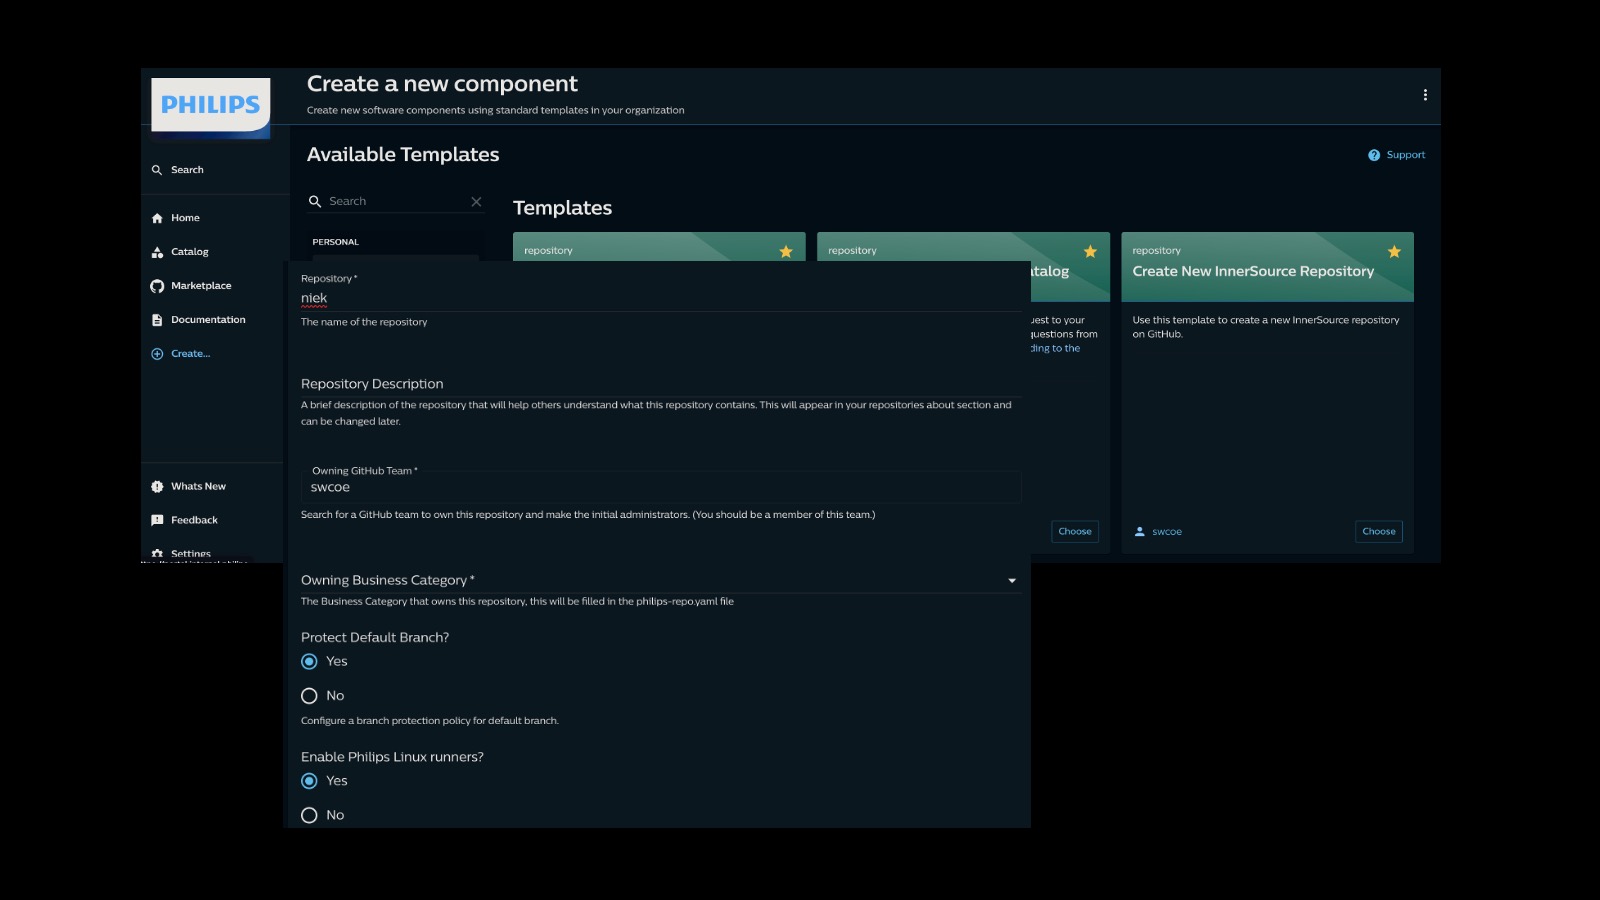 PHILIPS
Create a new component
Create new software components using standard templates in your organization
Search
Home
Catalog
Marketplace
Documentation
Create...
Whats New
Feedback
Settings
Available Templates
Support
Search
PERSONAL
Templates
repository
repository
atalog
uest to your
questions from
ding to the
Choose
repository
Create New InnerSource Repository
Use this template to create a new InnerSource repository
on GitHub.
swcoe
Choose
Repository *
niek
The name of the repository
Repository Description
A brief description of the repository that will help others understand what this repository contains. This will appear in your repositories about section and
can be changed later.
Owning GitHub Team *
swcoe
Search for a GitHub team to own this repository and make the initial administrators. (You should be a member of this team.)
Owning Business Category *
The Business Category that owns this repository, this will be filled in the philips-repo.yaml file
Protect Default Branch?
Yes
No
Configure a branch protection policy for default branch.
Enable Philips Linux runners?
Yes
No